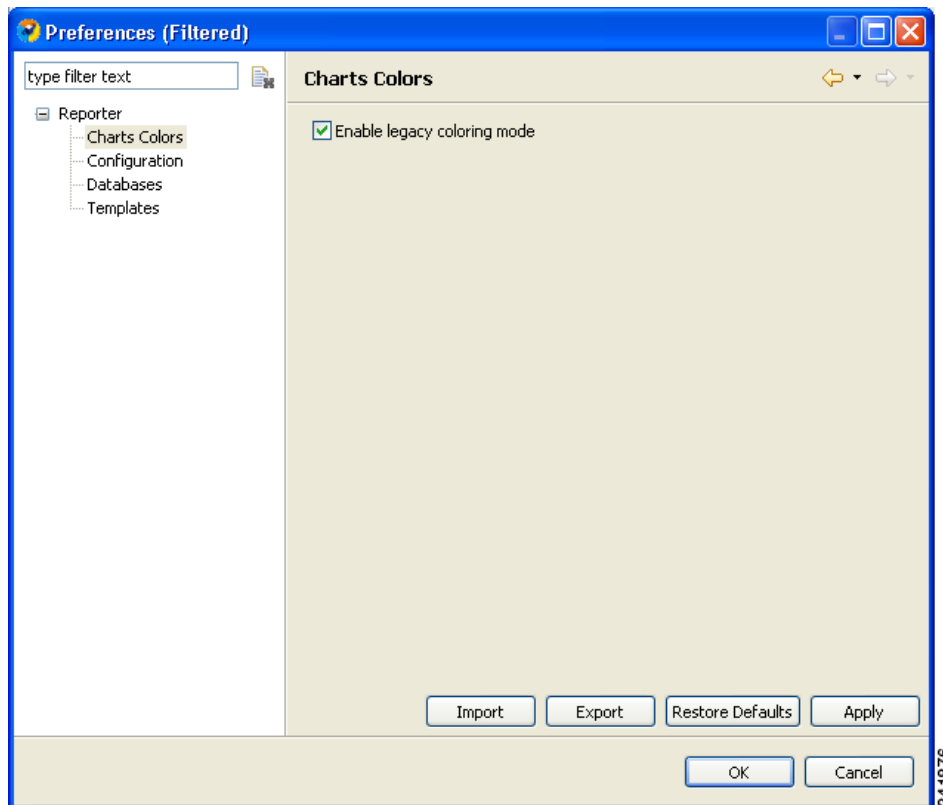 Preferences (Filtered)
type filter text
Charts Colors
Reporter
Charts Colors
Configuration
Databases
Templates
Enable legacy coloring mode
Import
Export
Restore Defaults
Apply
OK
Cancel